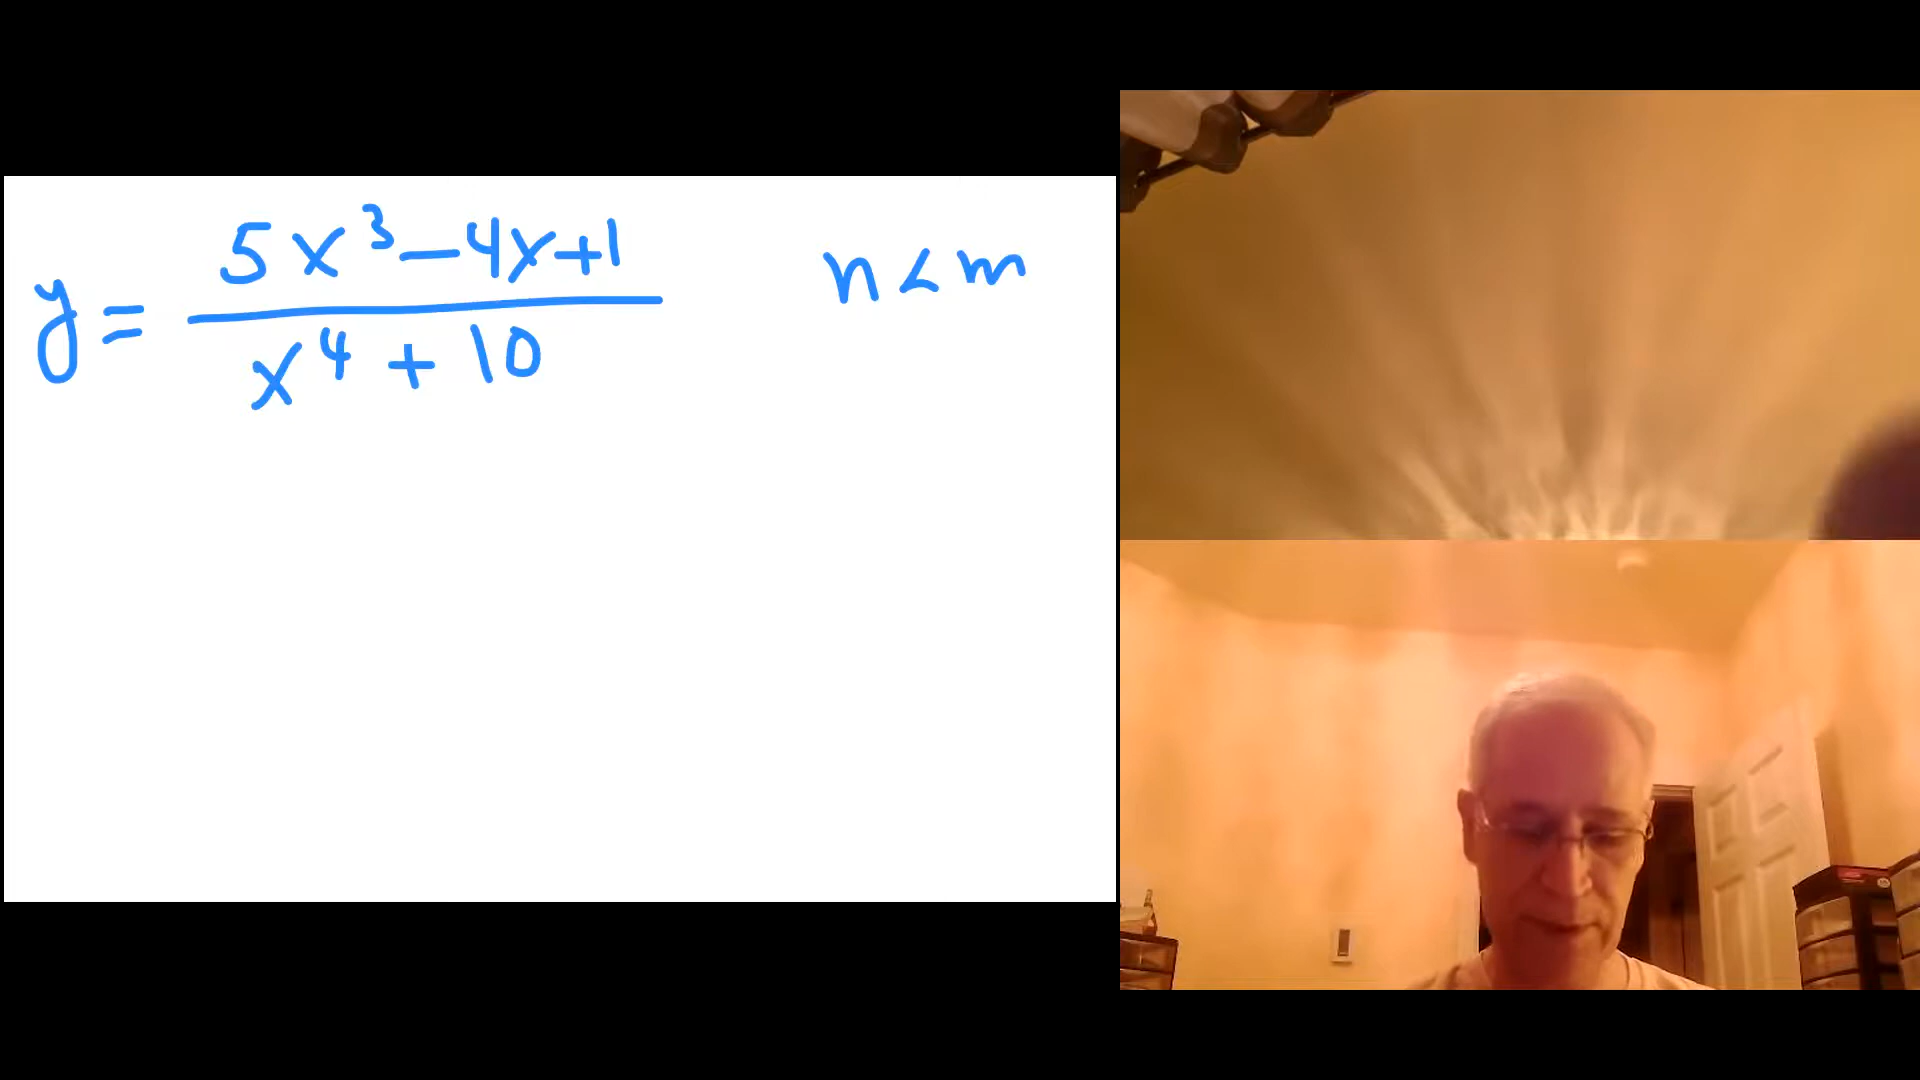 y = 5x³ – 4x + 1 n < m
x⁴ + 10